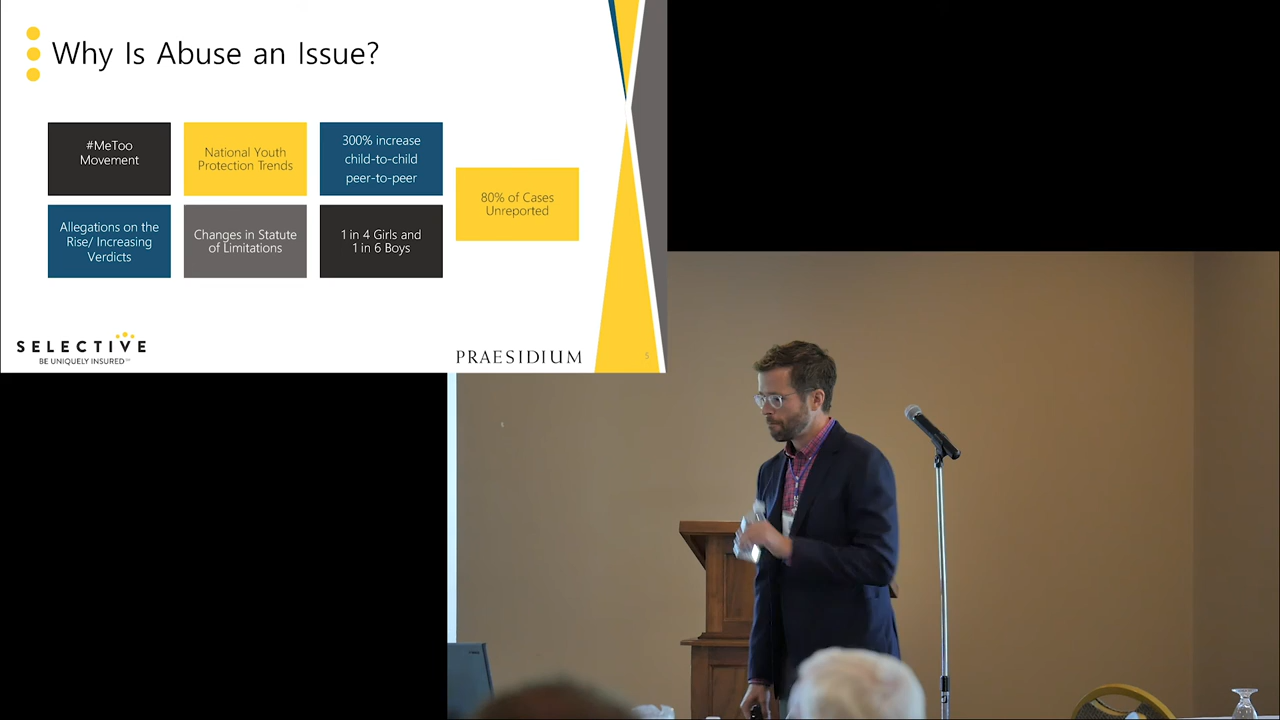 Why Is Abuse an Issue?
#MeToo
Movement
National Youth
Protection Trends
300% increase
child-to-child
peer-to-peer
80% of Cases
Unreported
Allegations on the
Rise/ Increasing
Verdicts
Changes in Statute
of Limitations
1 in 4 Girls and
1 in 6 Boys
SELECTIVE
BE UNIQUELY INSURED
PRAESIDIUM
5